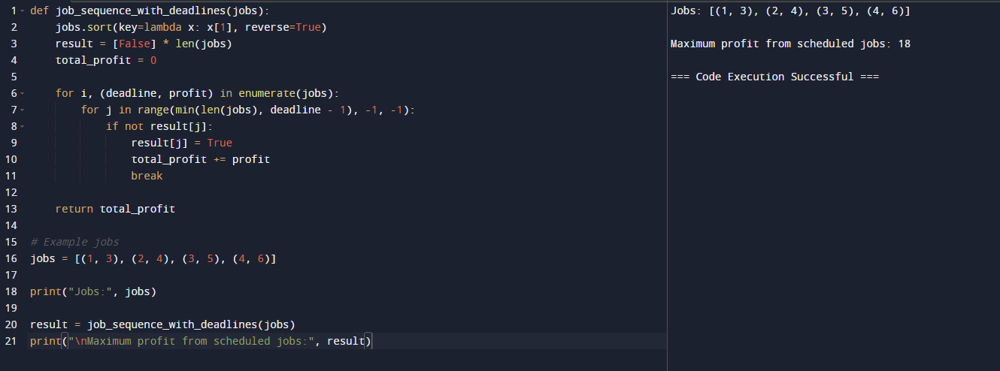 1 def job_sequence_with_deadlines(jobs):
2     jobs.sort(key=lambda x: x[1], reverse=True)
3     result = [False] * len(jobs)
4     total_profit = 0
5
6     for i, (deadline, profit) in enumerate(jobs):
7         for j in range(min(len(jobs), deadline - 1), -1, -1):
8             if not result[j]:
9                 result[j] = True
10                 total_profit += profit
11                 break
12
13     return total_profit
14
15 # Example jobs
16 jobs = [(1, 3), (2, 4), (3, 5), (4, 6)]
17
18 print("Jobs:", jobs)
19
20 result = job_sequence_with_deadlines(jobs)
21 print("\nMaximum profit from scheduled jobs:", result)
Jobs: [(1, 3), (2, 4), (3, 5), (4, 6)]
Maximum profit from scheduled jobs: 18
=== Code Execution Successful ===